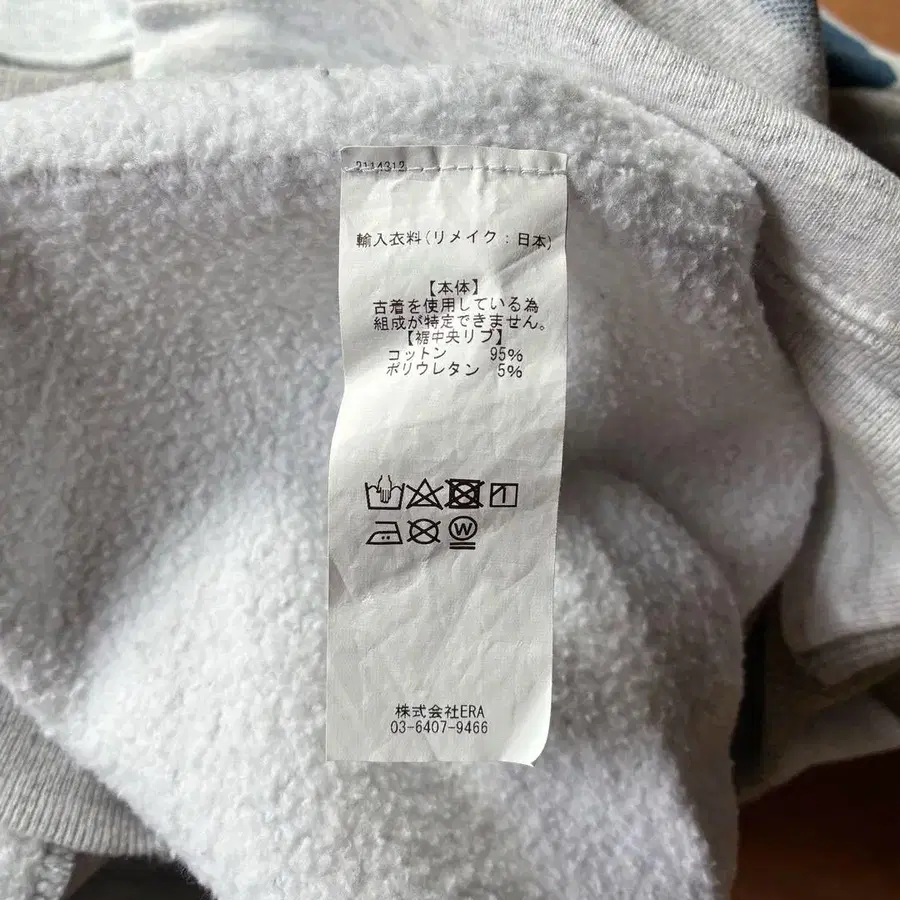 2114312
輸入衣料(リメイク:日本)
【本体】
古着を使用している為
組成が特定できません。
【裾中央リブ】
コットン 95%
ポリウレタン 5%
W
株式会社ERA
03-6407-9466